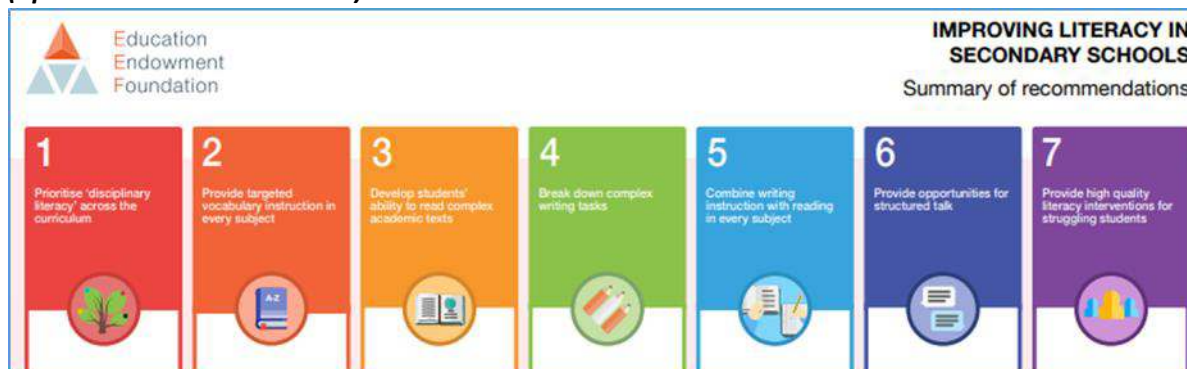 Education
Endowment
Foundation
IMPROVING LITERACY IN
SECONDARY SCHOOLS
Summary of recommendations
1
Prioritise 'disciplinary
literacy' across the
curriculum
2
Provide targeted
vocabulary instruction in
every subject
A-Z
3
Develop students'
ability to read complex
academic texts
4
Break down complex
writing tasks
5
Combine writing
instruction with reading
in every subject
6
Provide opportunities for
structured talk
7
Provide high quality
literacy interventions for
struggling students